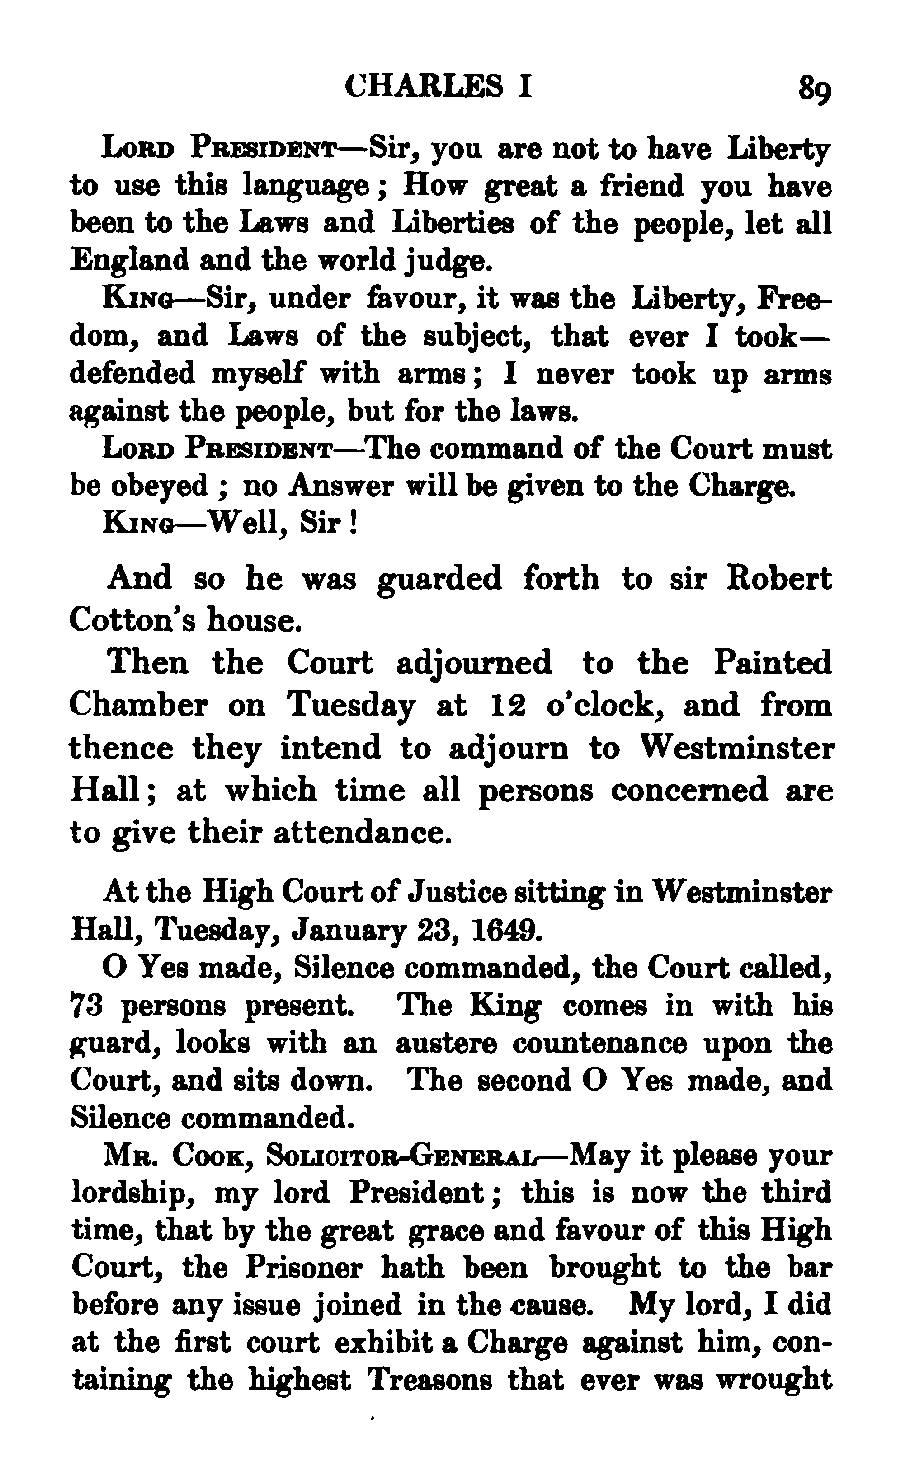 CHARLES I 89
LORD PRESIDENT—Sir, you are not to have Liberty
to use this language; How great a friend you have
been to the Laws and Liberties of the people, let all
England and the world judge.
KING—Sir, under favour, it was the Liberty, Free-
dom, and Laws of the subject, that ever I took—
defended myself with arms; I never took up arms
against the people, but for the laws.
LORD PRESIDENT—The command of the Court must
be obeyed; no Answer will be given to the Charge.
KING—Well, Sir!
And so he was guarded forth to sir Robert
Cotton's house.
Then the Court adjourned to the Painted
Chamber on Tuesday at 12 o'clock, and from
thence they intend to adjourn to Westminster
Hall; at which time all persons concerned are
to give their attendance.
At the High Court of Justice sitting in Westminster
Hall, Tuesday, January 23, 1649.
O Yes made, Silence commanded, the Court called,
73 persons present. The King comes in with his
guard, looks with an austere countenance upon the
Court, and sits down. The second O Yes made, and
Silence commanded.
MR. COOK, SOLICITOR-GENERAL—May it please your
lordship, my lord President; this is now the third
time, that by the great grace and favour of this High
Court, the Prisoner hath been brought to the bar
before any issue joined in the cause. My lord, I did
at the first court exhibit a Charge against him, con-
taining the highest Treasons that ever was wrought